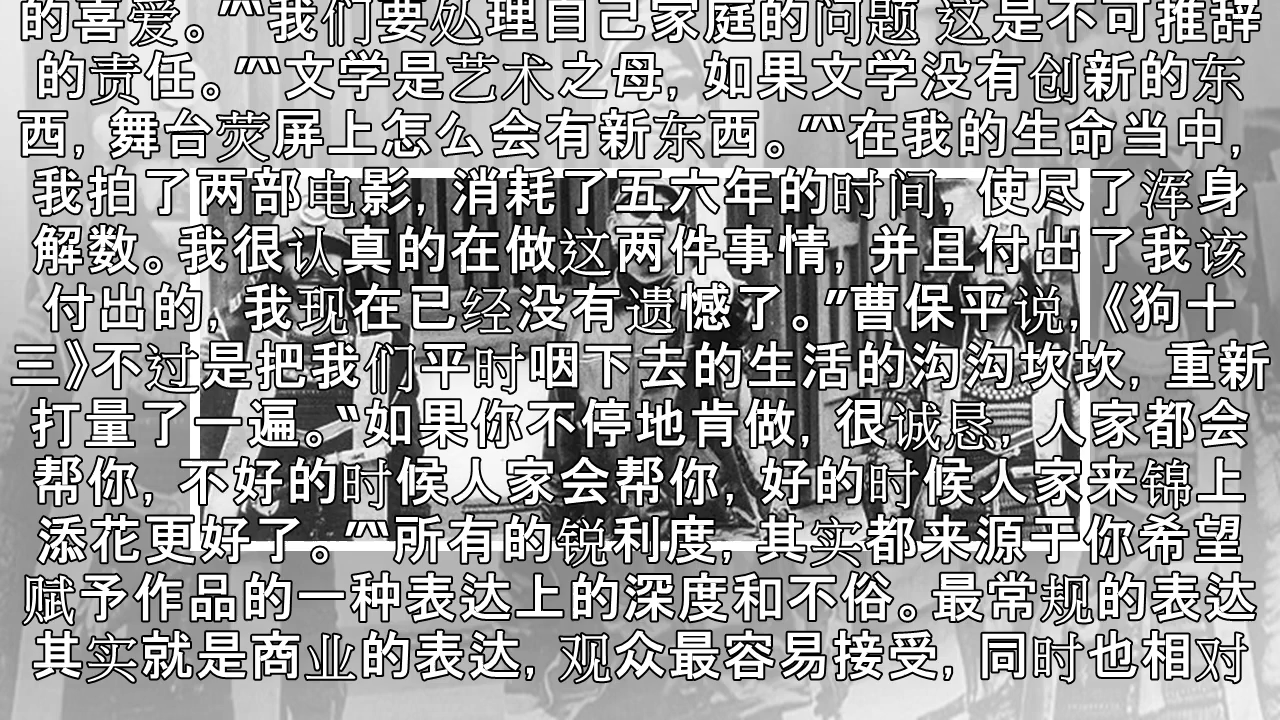 的喜爱。”“我们要处理自己家庭的问题 这是不可推辞
的责任。”“文学是艺术之母, 如果文学没有创新的东
西, 舞台荧屏上怎么会有新东西。”“在我的生命当中,
我拍了两部电影, 消耗了五六年的时间, 使尽了浑身
解数。我很认真的在做这两件事情, 并且付出了我该
付出的, 我现在已经没有遗憾了。”曹保平说,《狗十
三》不过是把我们平时咽下去的生活的沟沟坎坎, 重新
打量了一遍。“如果你不停地肯做, 很诚恳, 人家都会
帮你, 不好的时候人家会帮你, 好的时候人家来锦上
添花更好了。”“所有的锐利度, 其实都来源于你希望
赋予作品的一种表达上的深度和不俗。最常规的表达
其实就是商业的表达, 观众最容易接受, 同时也相对